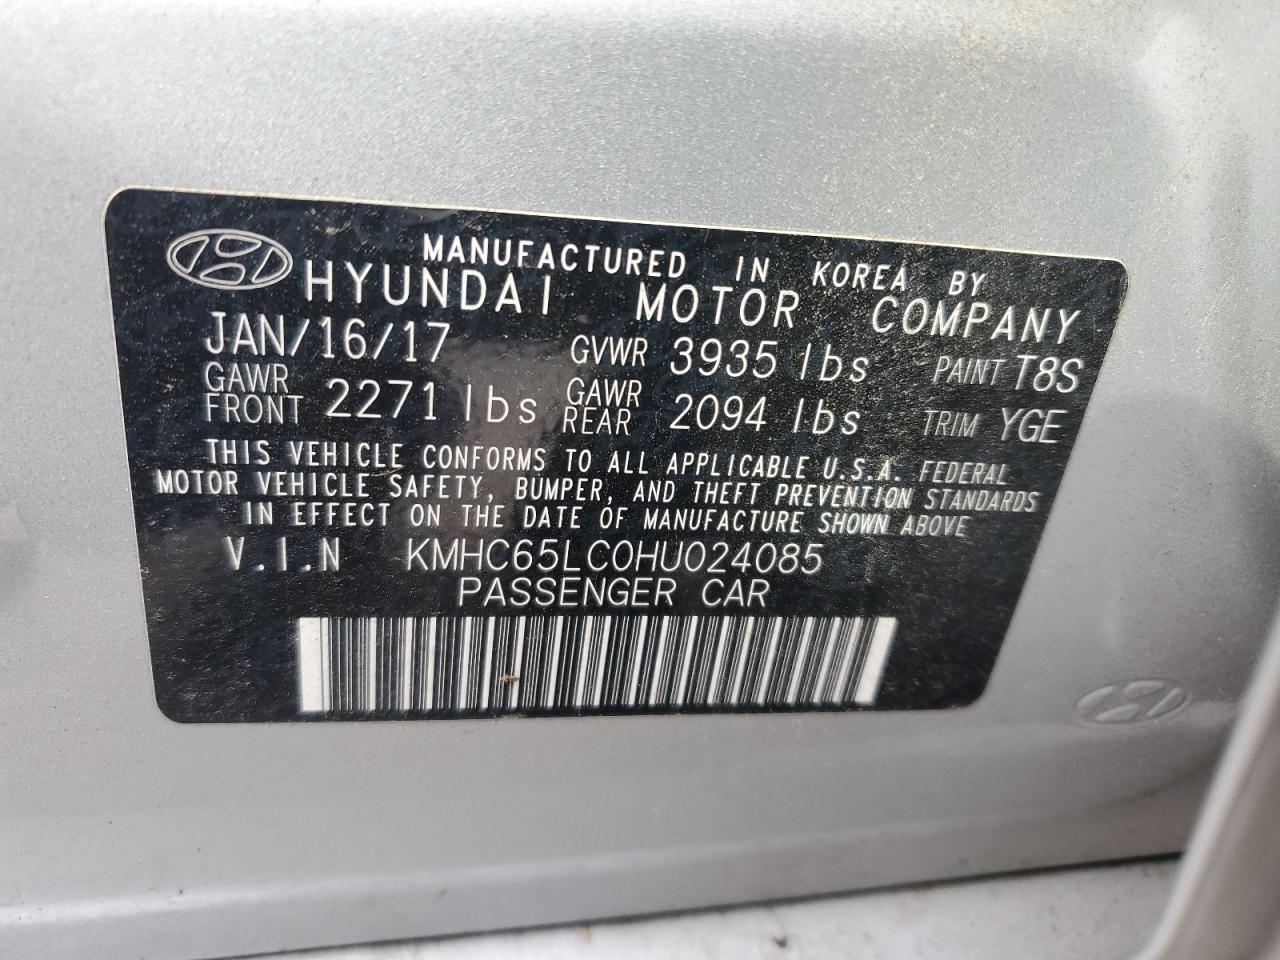 MANUFACTURED IN KOREA BY
HYUNDAI MOTOR COMPANY
JAN/16/17 GVWR 3935 lbs PAINT T8S
GAWR FRONT 2271 lbs GAWR REAR 2094 lbs TRIM YGE
THIS VEHICLE CONFORMS TO ALL APPLICABLE U.S.A. FEDERAL
MOTOR VEHICLE SAFETY, BUMPER, AND THEFT PREVENTION STANDARDS
IN EFFECT ON THE DATE OF MANUFACTURE SHOWN ABOVE
V.I.N KMHC65LC0HU024085
PASSENGER CAR